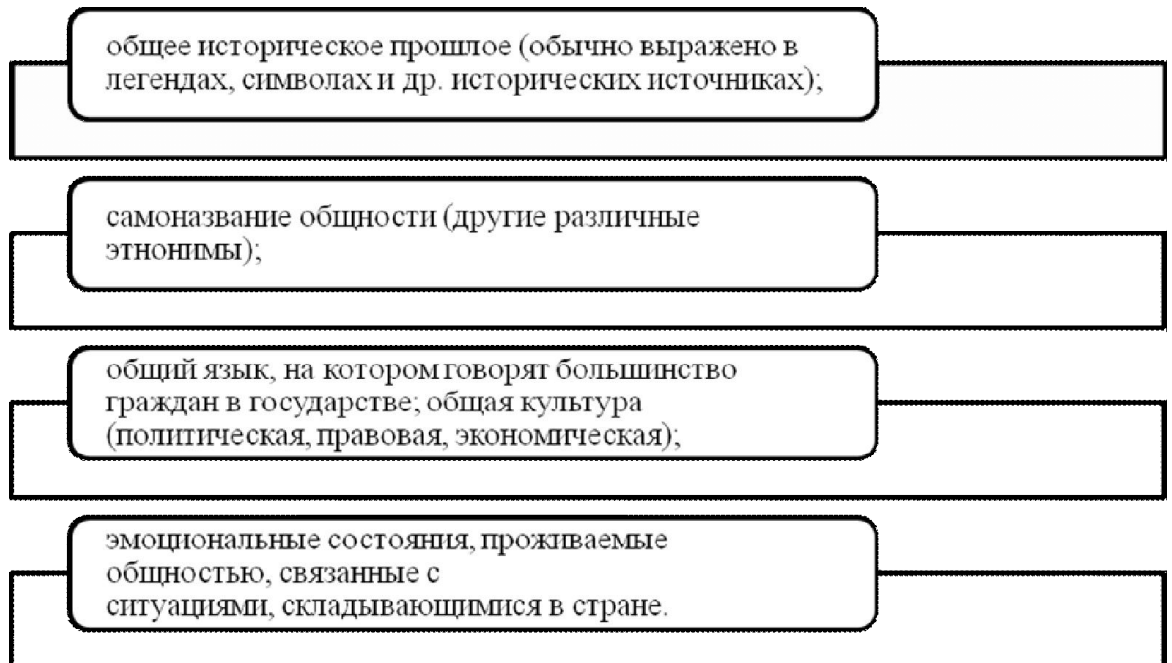 общее историческое прошлое (обычно выражено в
легендах, символах и др. исторических источниках);
самоназвание общности (другие различные
этнонимы);
общий язык, на котором говорят большинство
граждан в государстве; общая культура
(политическая, правовая, экономическая);
эмоциональные состояния, проживаемые
общностью, связанные с
ситуациями, складывающимися в стране.